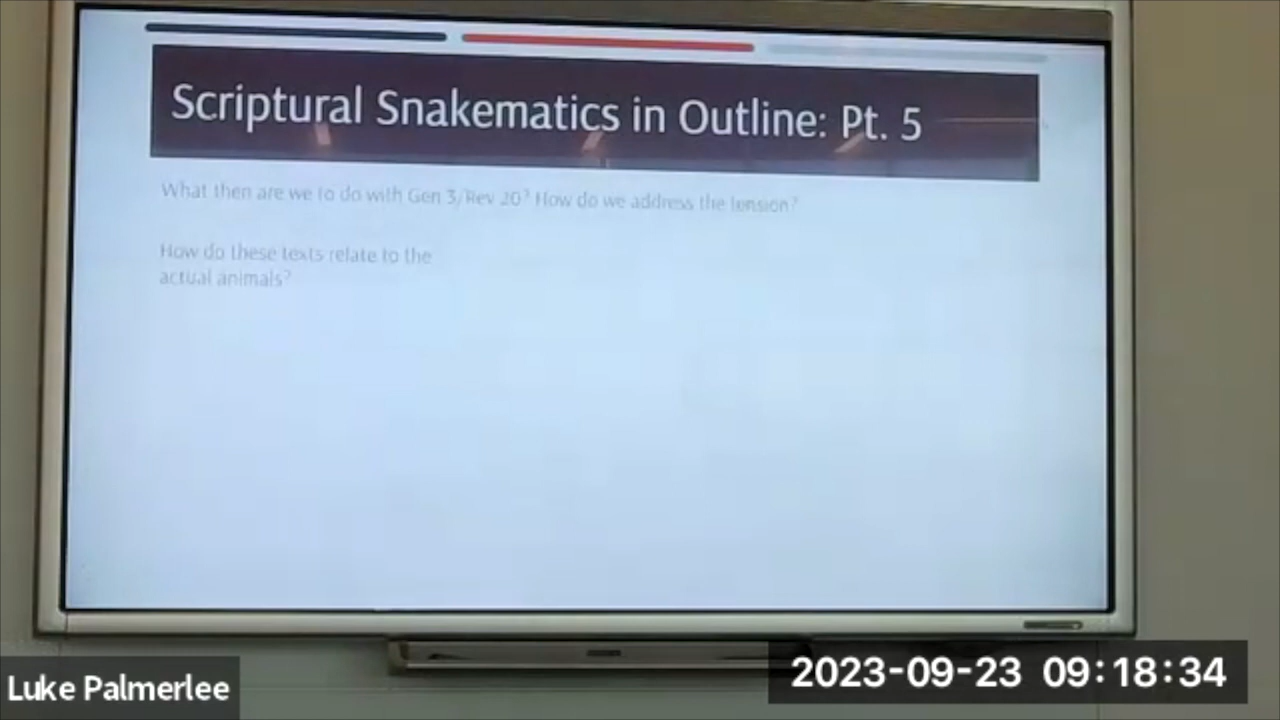 Scriptural Snakematics in Outline: Pt. 5
What then are we to do with Gen 3/Rev 20? How do we address the tension?
How do these texts relate to the
actual animals?
Luke Palmerlee
2023-09-23 09:18:34